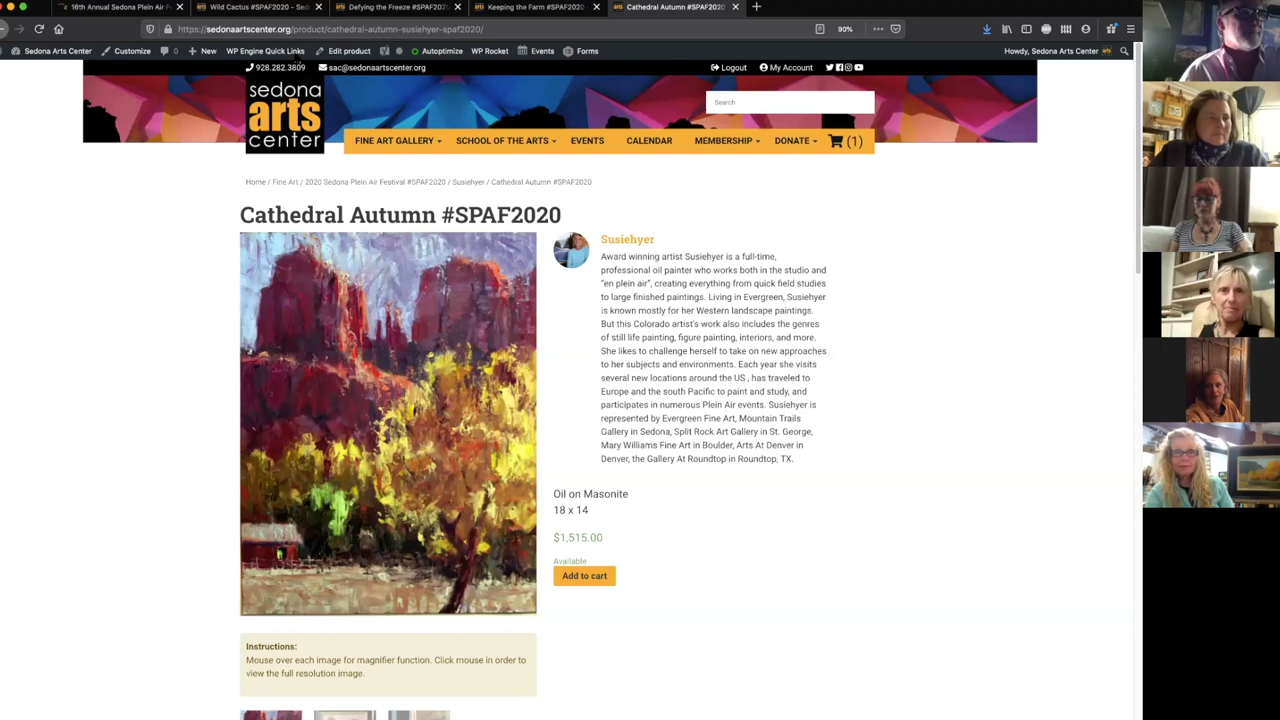 16th Annual Sedona Plein Air F
Wild Cactus #SPAF2020 - Sed
Defying the Freeze #SPAF2020
Keeping the Farm #SPAF2020
Cathedral Autumn #SPAF2020
https://sedonaartscenter.org/product/cathedral-autumn-susiehyer-spaf2020/
90%
Sedona Arts Center Customize 0 New WP Engine Quick Links Edit product Autoptimize WP Rocket Events Forms
Howdy, Sedona Arts Center
928.282.3809 sac@sedonaartscenter.org
Logout My Account
Search
sedona
arts
center
FINE ART GALLERY SCHOOL OF THE ARTS EVENTS CALENDAR MEMBERSHIP DONATE (1)
Home / Fine Art / 2020 Sedona Plein Air Festival #SPAF2020 / Susiehyer / Cathedral Autumn #SPAF2020
Cathedral Autumn #SPAF2020
Susiehyer
Award winning artist Susiehyer is a full-time,
professional oil painter who works both in the studio and
"en plein air", creating everything from quick field studies
to large finished paintings. Living in Evergreen, Susiehyer
is known mostly for her Western landscape paintings.
But this Colorado artist's work also includes the genres
of still life painting, figure painting, interiors, and more.
She likes to challenge herself to take on new approaches
to her subjects and environments. Each year she visits
several new locations around the US , has traveled to
Europe and the south Pacific to paint and study, and
participates in numerous Plein Air events. Susiehyer is
represented by Evergreen Fine Art, Mountain Trails
Gallery in Sedona, Split Rock Art Gallery in St. George,
Mary Williams Fine Art in Boulder, Arts At Denver in
Denver, the Gallery At Roundtop in Roundtop, TX.
Oil on Masonite
18 x 14
$1,515.00
Available
Add to cart
Instructions:
Mouse over each image for magnifier function. Click mouse in order to
view the full resolution image.